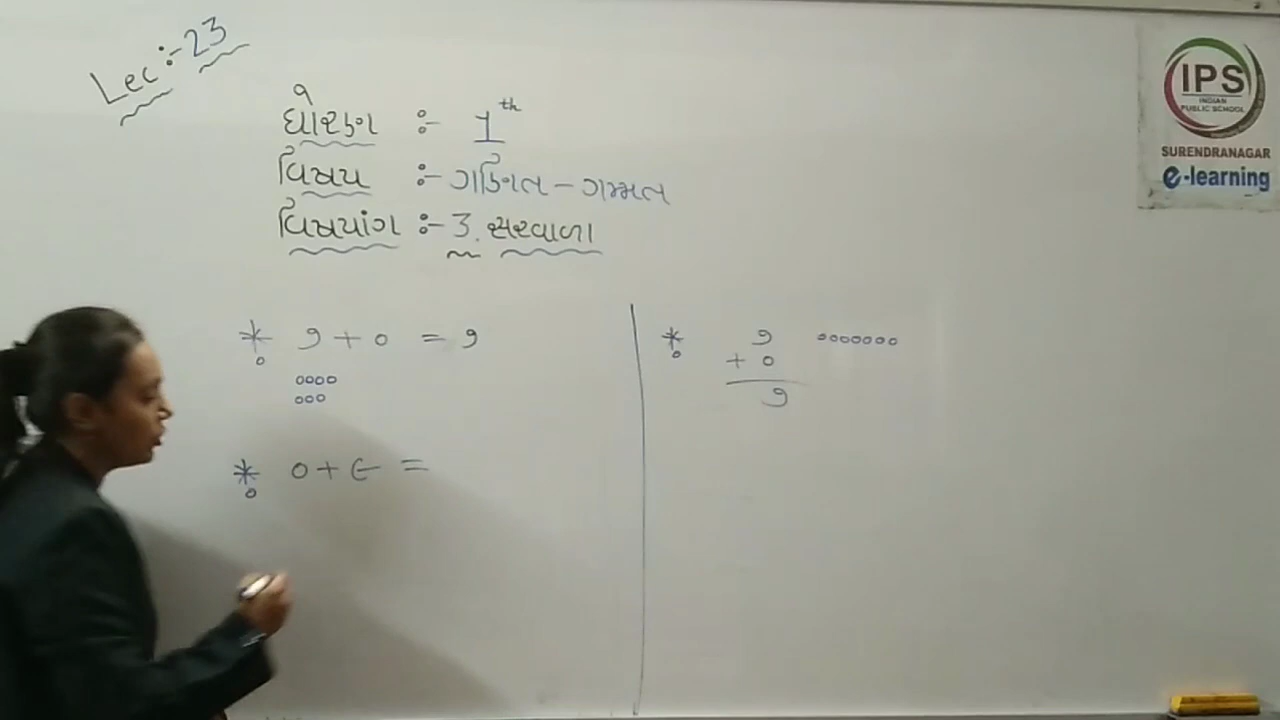 Lec :- 23
ધોરણ :- 1th
વિષય :- ગણિત - ગમ્મત
વિષયાંગ :- 3. સરવાળા
* ૭ + ૦ = ૭
* ૦ + ૯ =
* ૭
+ ૦
૭
IPS
INDIAN
PUBLIC SCHOOL
SURENDRANAGAR
e-learning